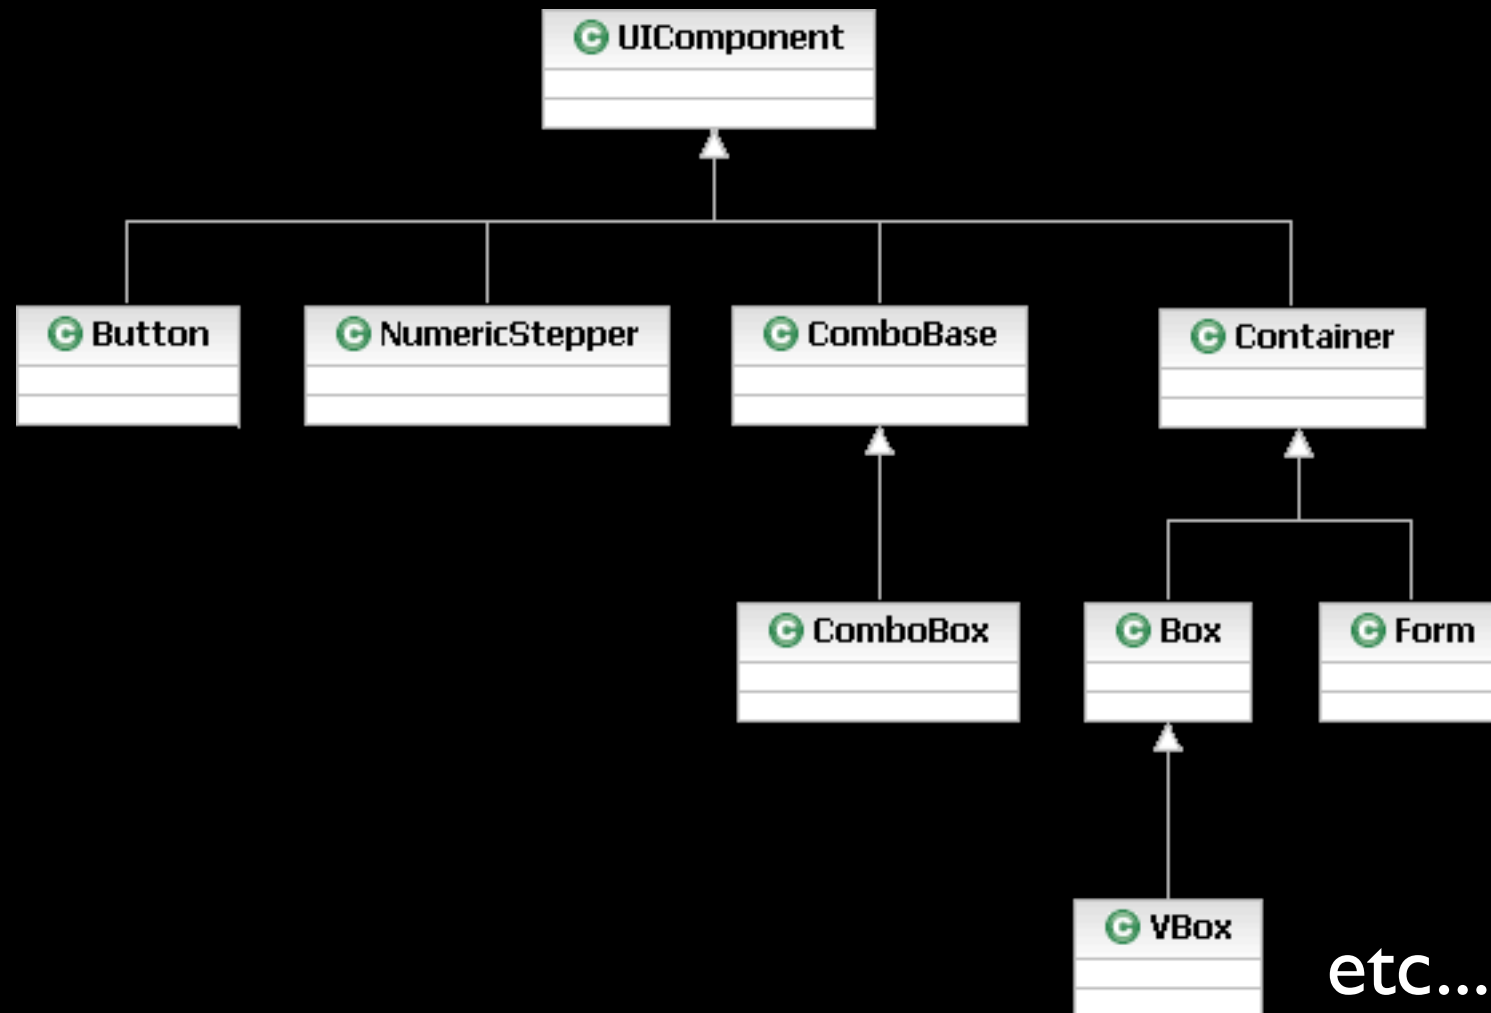 UIComponent
Button
NumericStepper
ComboBase
Container
ComboBox
Box
Form
VBox
etc...